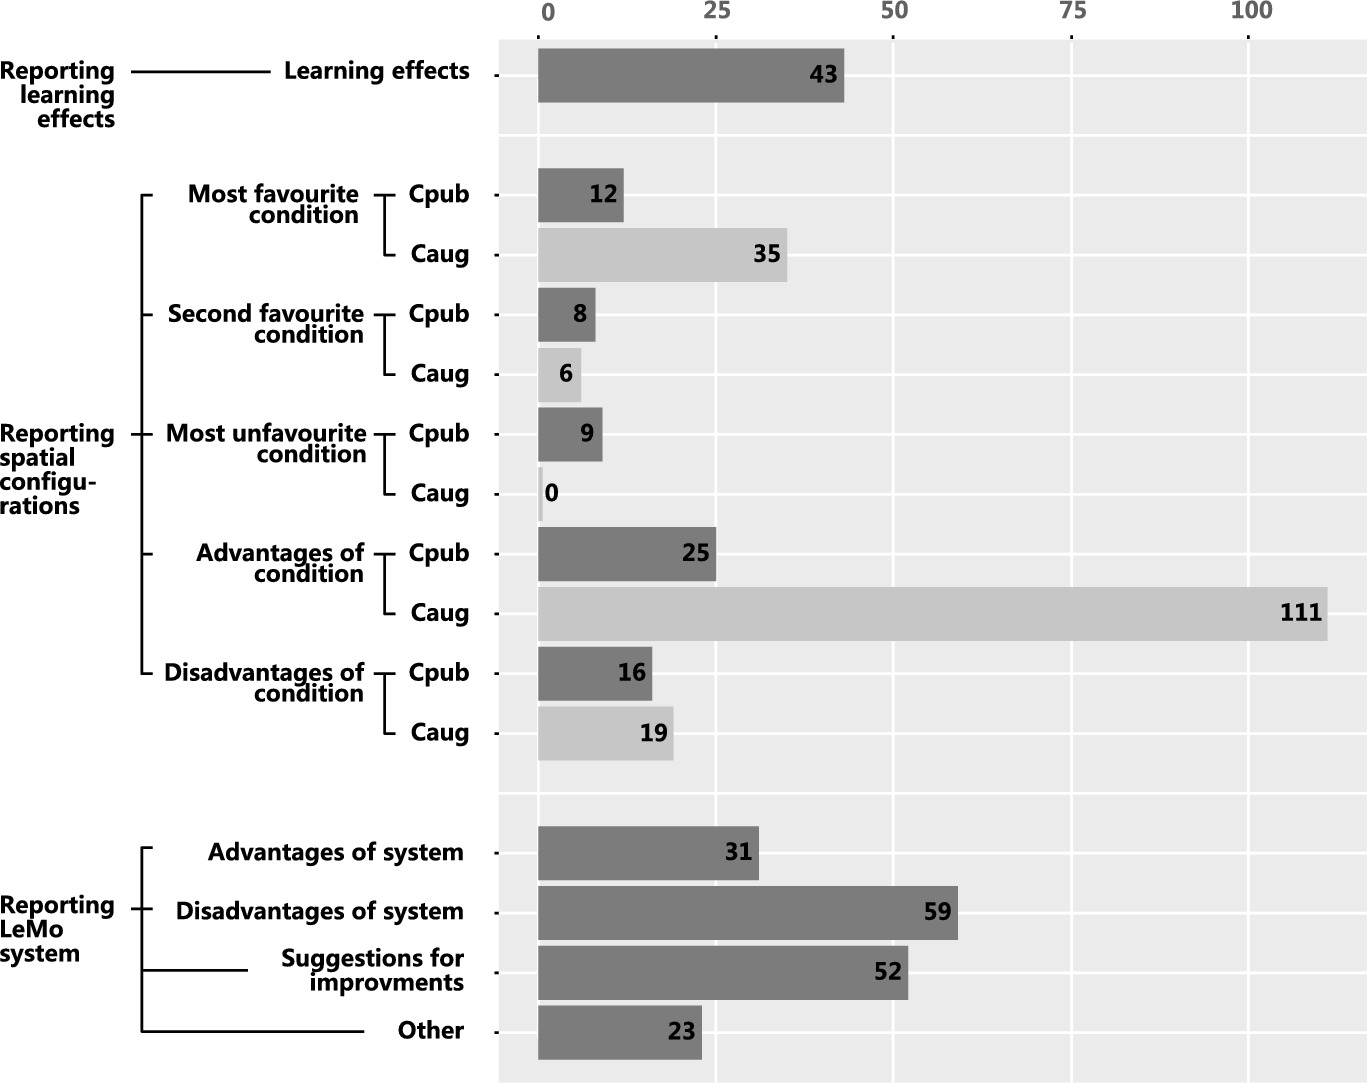 0 25 50 75 100
Reporting
learning
effects
Learning effects
43
Reporting
spatial
configu-
rations
Most favourite
condition
Cpub
12
Caug
35
Second favourite
condition
Cpub
8
Caug
6
Most unfavourite
condition
Cpub
9
Caug
0
Advantages of
condition
Cpub
25
Caug
111
Disadvantages of
condition
Cpub
16
Caug
19
Reporting
LeMo
system
Advantages of system
31
Disadvantages of system
59
Suggestions for
improvments
52
Other
23